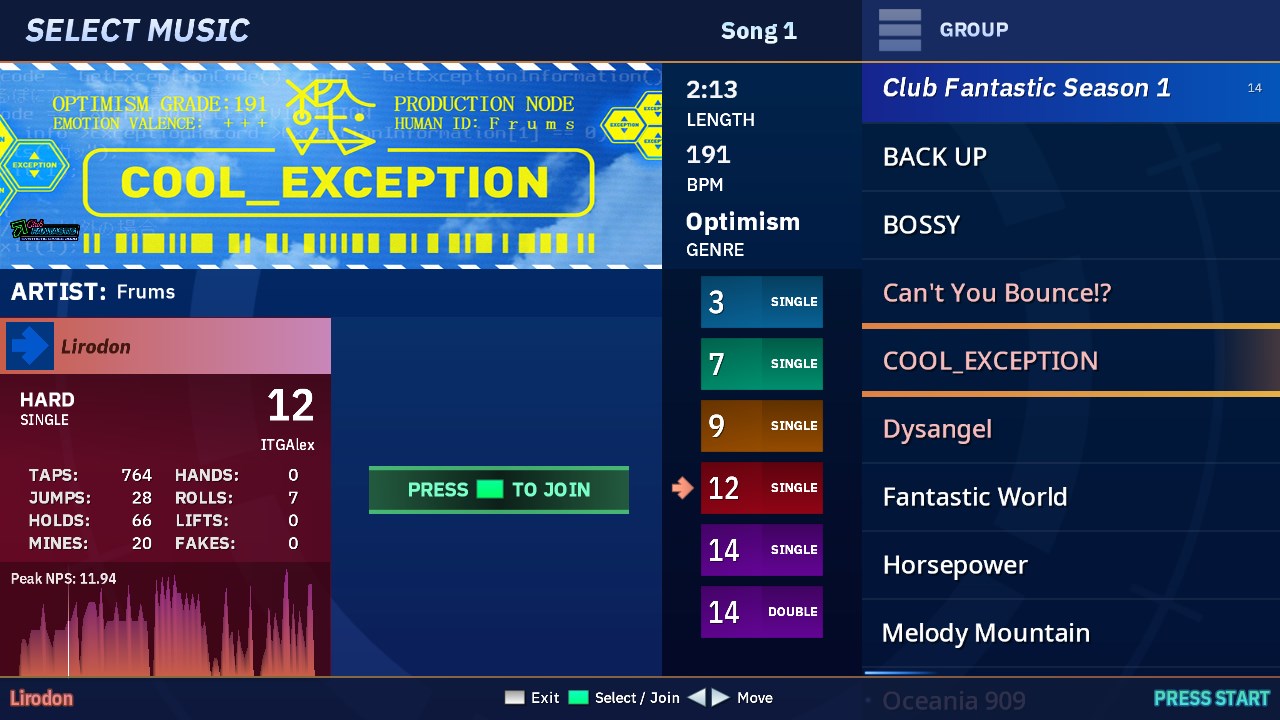 SELECT MUSIC
Song 1
GROUP
OPTIMISM GRADE:191
EMOTION VALENCE: +++
PRODUCTION NODE
HUMAN ID: Frums
EXCEPTION
EXCEPTION
COOL_EXCEPTION
2:13
LENGTH
191
BPM
Optimism
GENRE
ARTIST: Frums
Lirodon
HARD
SINGLE
12
ITGAlex
TAPS: 764 HANDS: 0
JUMPS: 28 ROLLS: 7
HOLDS: 66 LIFTS: 0
MINES: 20 FAKES: 0
Peak NPS: 11.94
PRESS TO JOIN
3 SINGLE
7 SINGLE
9 SINGLE
12 SINGLE
14 SINGLE
14 DOUBLE
Club Fantastic Season 1 14
BACK UP
BOSSY
Can't You Bounce!?
COOL_EXCEPTION
Dysangel
Fantastic World
Horsepower
Melody Mountain
Oceania 909
Lirodon
Exit Select / Join Move
PRESS START